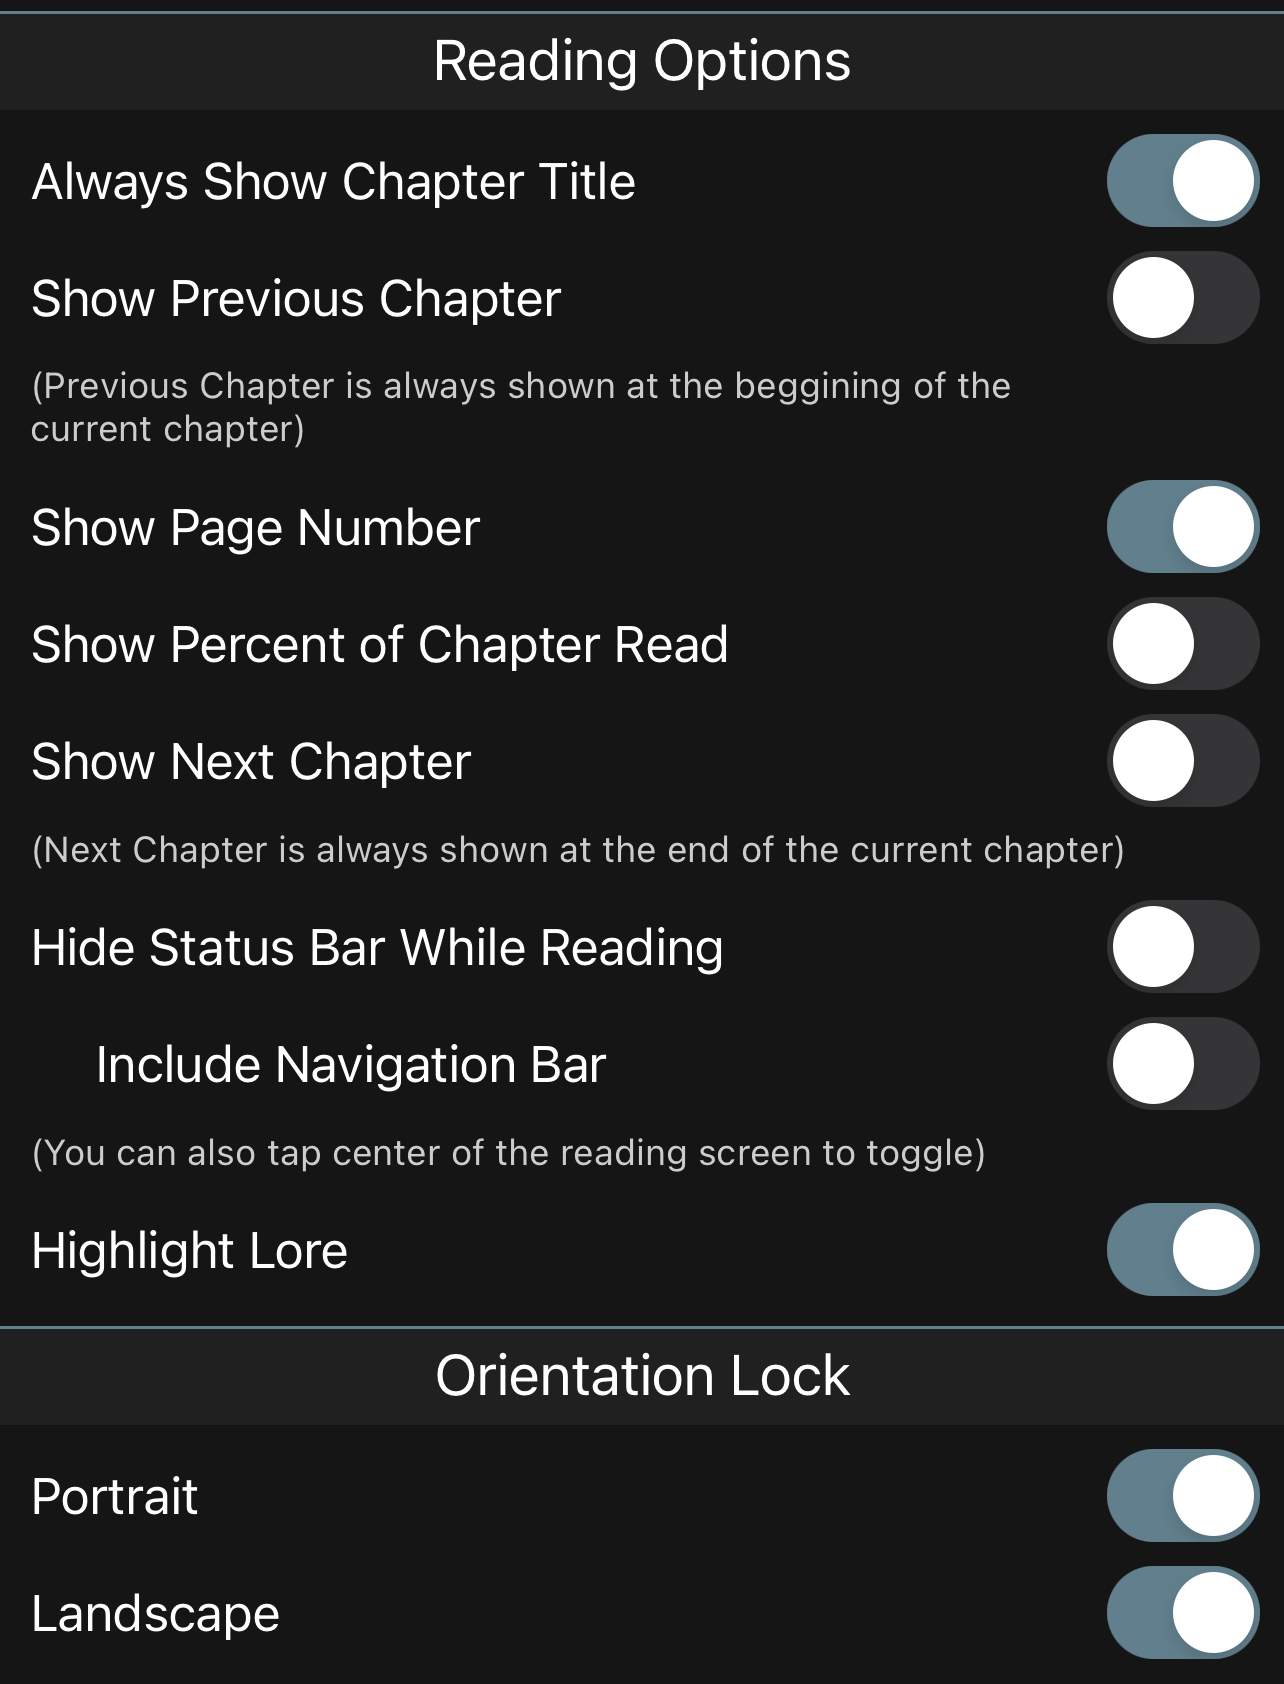 Reading Options
Always Show Chapter Title
Show Previous Chapter
(Previous Chapter is always shown at the beggining of the
current chapter)
Show Page Number
Show Percent of Chapter Read
Show Next Chapter
(Next Chapter is always shown at the end of the current chapter)
Hide Status Bar While Reading
Include Navigation Bar
(You can also tap center of the reading screen to toggle)
Highlight Lore
Orientation Lock
Portrait
Landscape